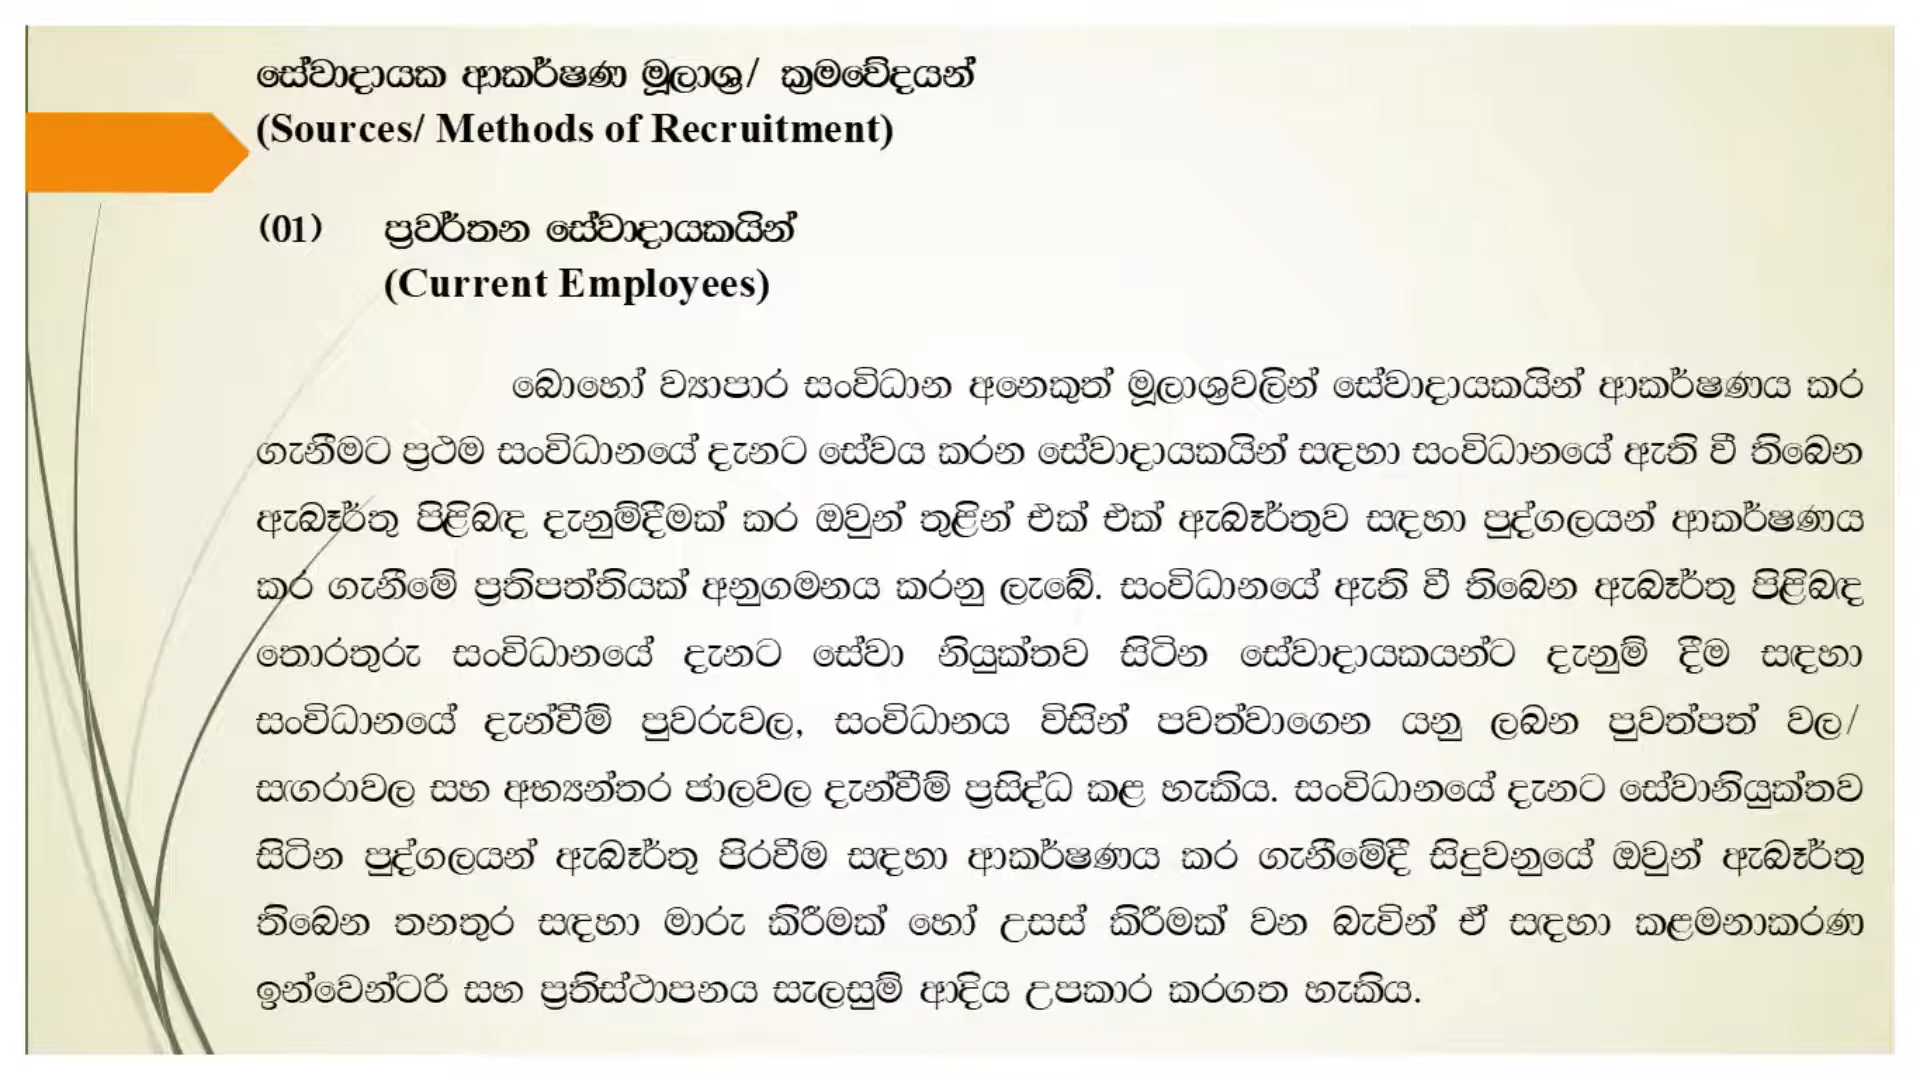 සේවාදායක ආකර්ෂණ මූලාශ්‍ර/ ක්‍රමවේදයන්
(Sources/ Methods of Recruitment)
(01) ප්‍රවර්තන සේවාදායකයින්
(Current Employees)
බොහෝ ව්‍යාපාර සංවිධාන අනෙකුත් මූලාශ්‍රවලින් සේවාදායකයින් ආකර්ෂණය කර
ගැනීමට ප්‍රථම සංවිධානයේ දැනට සේවය කරන සේවාදායකයින් සඳහා සංවිධානයේ ඇති වී තිබෙන
ඇබෑර්තු පිළිබඳ දැනුම්දීමක් කර ඔවුන් තුළින් එක් එක් ඇබෑර්තුව සඳහා පුද්ගලයන් ආකර්ෂණය
කර ගැනීමේ ප්‍රතිපත්තියක් අනුගමනය කරනු ලැබේ. සංවිධානයේ ඇති වී තිබෙන ඇබෑර්තු පිළිබඳ
තොරතුරු සංවිධානයේ දැනට සේවා නියුක්තව සිටින සේවාදායකයන්ට දැනුම් දීම සඳහා
සංවිධානයේ දැන්වීම් පුවරුවල, සංවිධානය විසින් පවත්වාගෙන යනු ලබන පුවත්පත් වල/
සඟරාවල සහ අභ්‍යන්තර ජාලවල දැන්වීම් ප්‍රසිද්ධ කළ හැකිය. සංවිධානයේ දැනට සේවානියුක්තව
සිටින පුද්ගලයන් ඇබෑර්තු පිරවීම සඳහා ආකර්ෂණය කර ගැනීමේදී සිදුවනුයේ ඔවුන් ඇබෑර්තු
තිබෙන තනතුර සඳහා මාරු කිරීමක් හෝ උසස් කිරීමක් වන බැවින් ඒ සඳහා කළමනාකරණ
ඉන්වෙන්ටරි සහ ප්‍රතිස්ථාපනය සැලසුම් ආදිය උපකාර කරගත හැකිය.